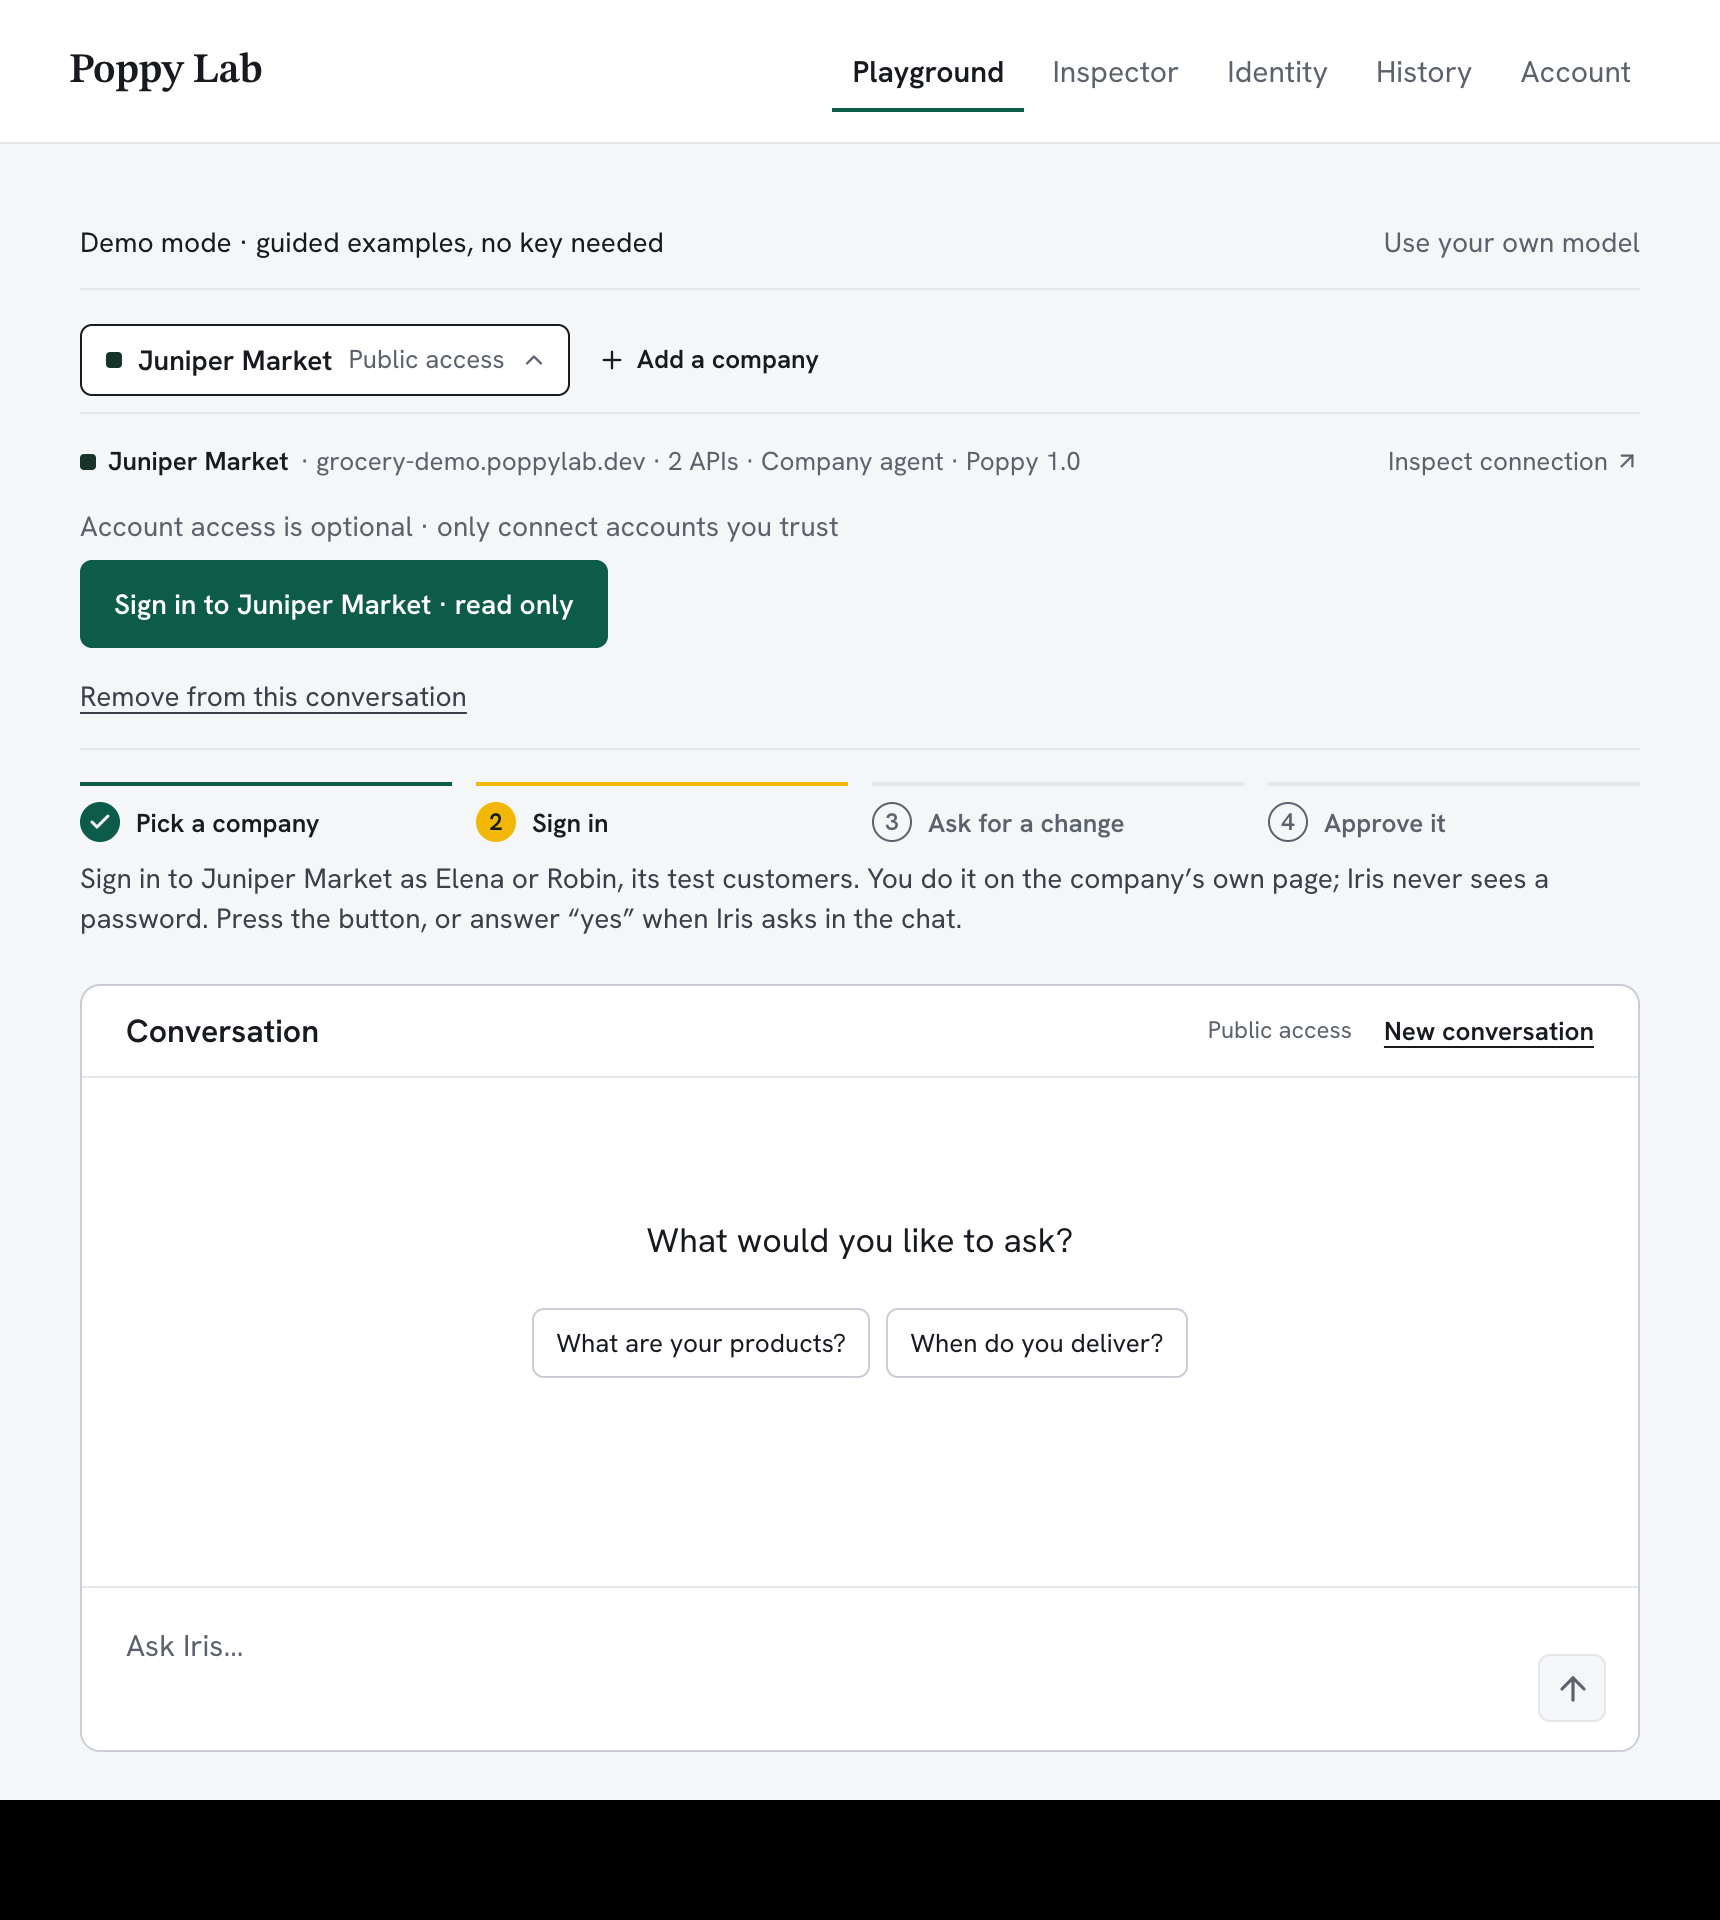 Poppy Lab
Playground
Inspector
Identity
History
Account
Demo mode · guided examples, no key needed
Use your own model
Juniper Market Public access
+ Add a company
Juniper Market · grocery-demo.poppylab.dev · 2 APIs · Company agent · Poppy 1.0
Inspect connection ↗
Account access is optional · only connect accounts you trust
Sign in to Juniper Market · read only
Remove from this conversation
Pick a company
2 Sign in
3 Ask for a change
4 Approve it
Sign in to Juniper Market as Elena or Robin, its test customers. You do it on the company’s own page; Iris never sees a
password. Press the button, or answer “yes” when Iris asks in the chat.
Conversation
Public access
New conversation
What would you like to ask?
What are your products?
When do you deliver?
Ask Iris...